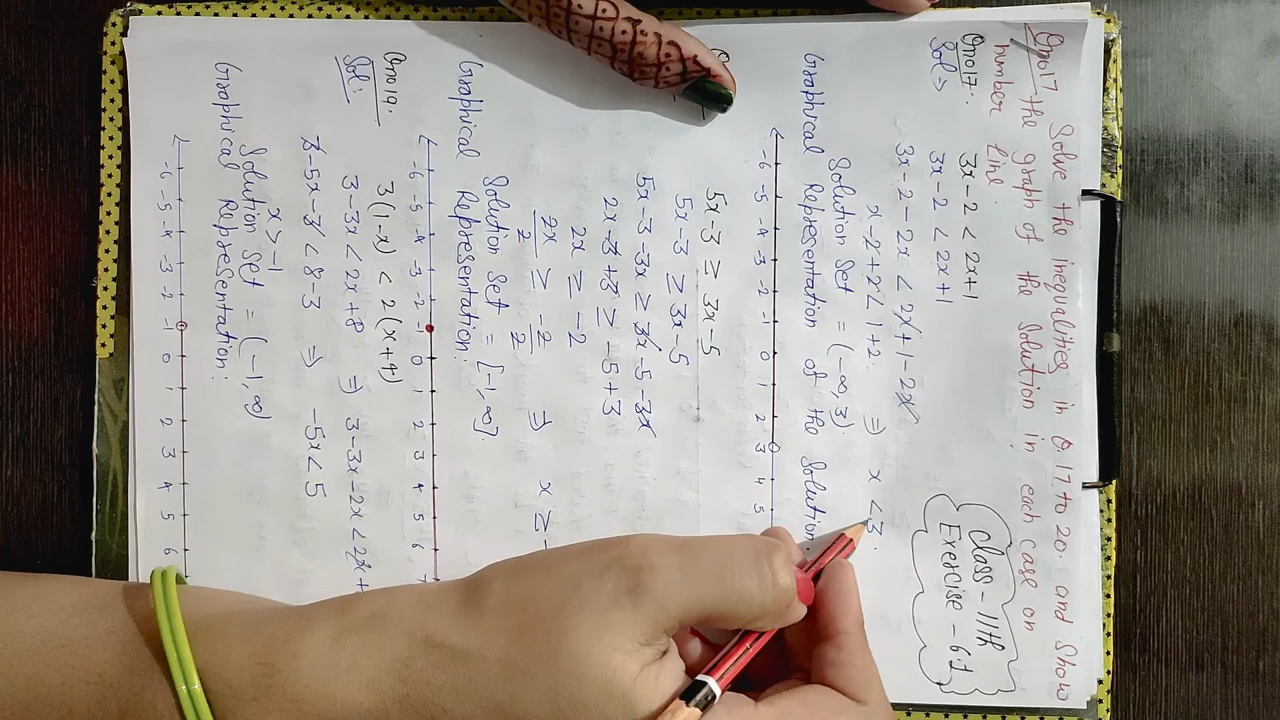 Qno17 Solve the inequalities in Q.17 to 20. and Show
the graph of the Solution in each case on
number line.
Class - 11th
Exercise - 6.1
Qno17. 3x-2 < 2x+1
Sol ⇒ 3x-2 < 2x+1
3x-2-2x < 2x+1-2x
x-2+2 < 1+2. ⇒ x < 3.
Solution Set = (-∞,3).
Graphical Representation of the Solution.
-6 -5 -4 -3 -2 -1 0 1 2 3 4 5
5x-3 ≥ 3x-5
5x-3 ≥ 3x-5
5x-3-3x ≥ 3x-5-3x
2x-3+3 ≥ -5+3
2x ≥ -2
2x/2 ≥ -2/2 ⇒ x ≥ -
Solution Set = [-1,∞).
Graphical Representation:
-6 -5 -4 -3 -2 -1 0 1 2 3 4 5 6 7
Qno19. 3(1-x) < 2(x+4)
Sol: 3-3x < 2x+8 ⇒ 3-3x-2x < 2x+
3-5x-3 < 8-3 ⇒ -5x < 5
x > -1
Solution Set = (-1,∞)
Graphical Representation:
-6 -5 -4 -3 -2 -1 0 1 2 3 4 5 6